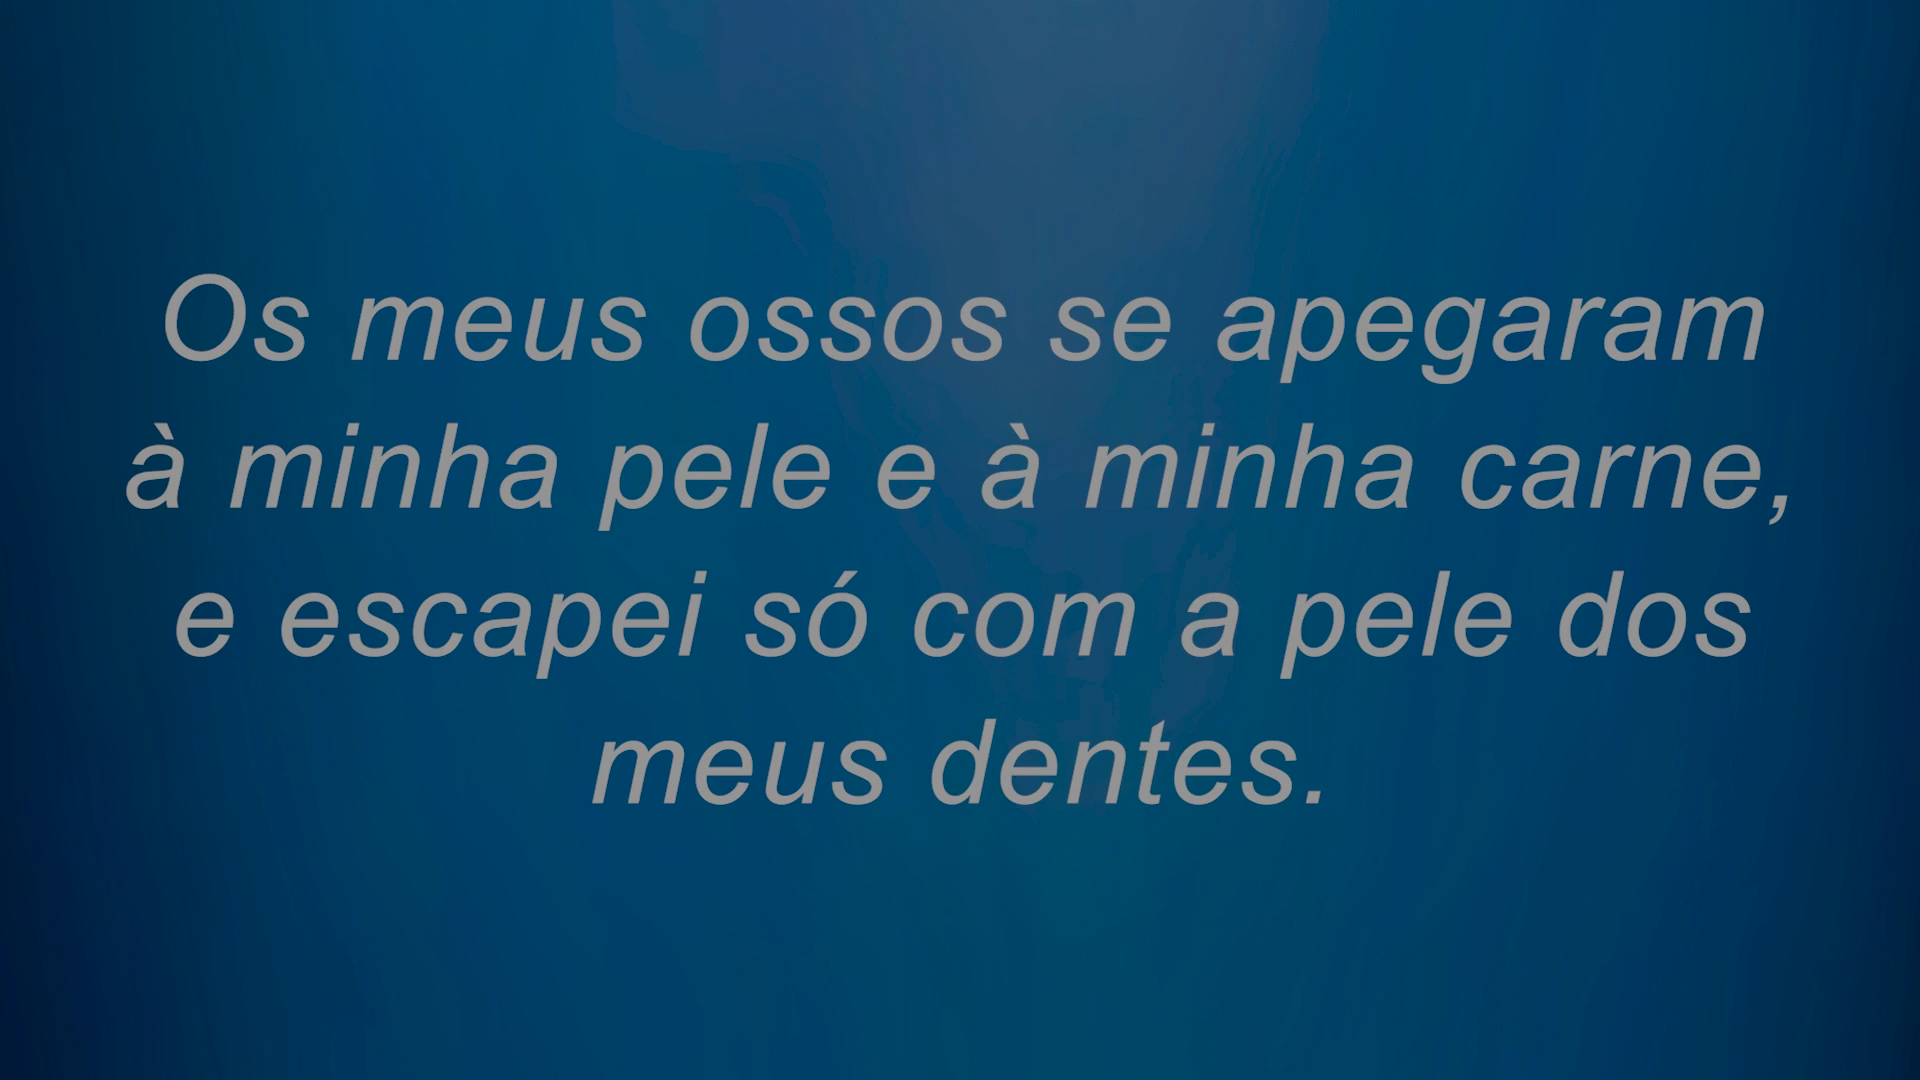 Os meus ossos se apegaram
à minha pele e à minha carne,
e escapei só com a pele dos
meus dentes.